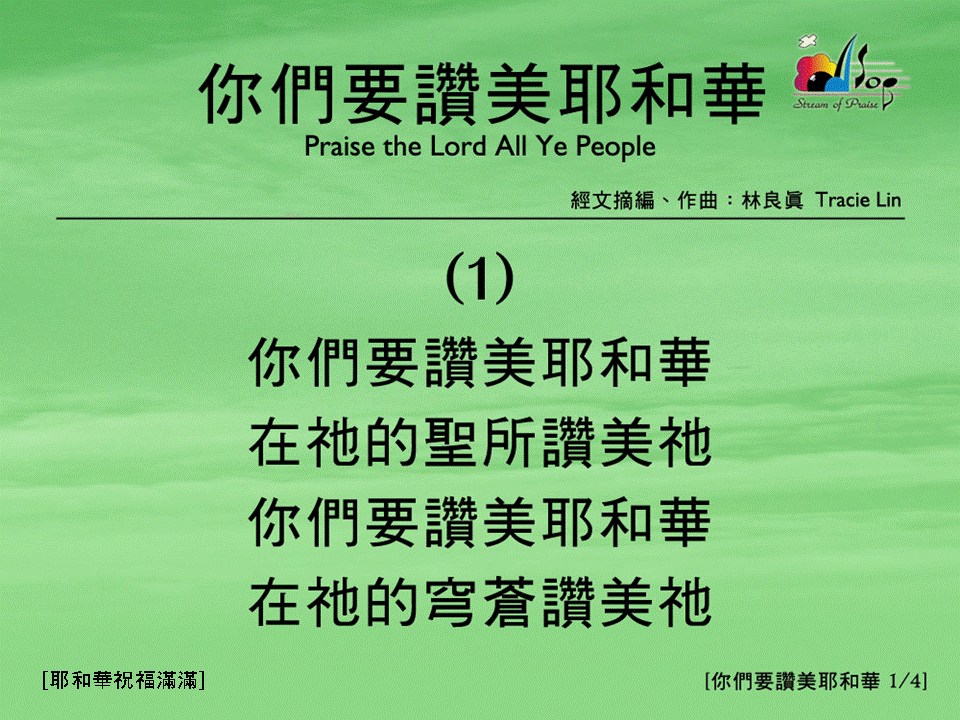 你們要讚美耶和華
Praise the Lord All Ye People
SOP
Stream of Praise
經文摘編、作曲：林良眞 Tracie Lin
(1)
你們要讚美耶和華
在祂的聖所讚美祂
你們要讚美耶和華
在祂的穹蒼讚美祂
[耶和華祝福滿滿]
[你們要讚美耶和華 1/4]